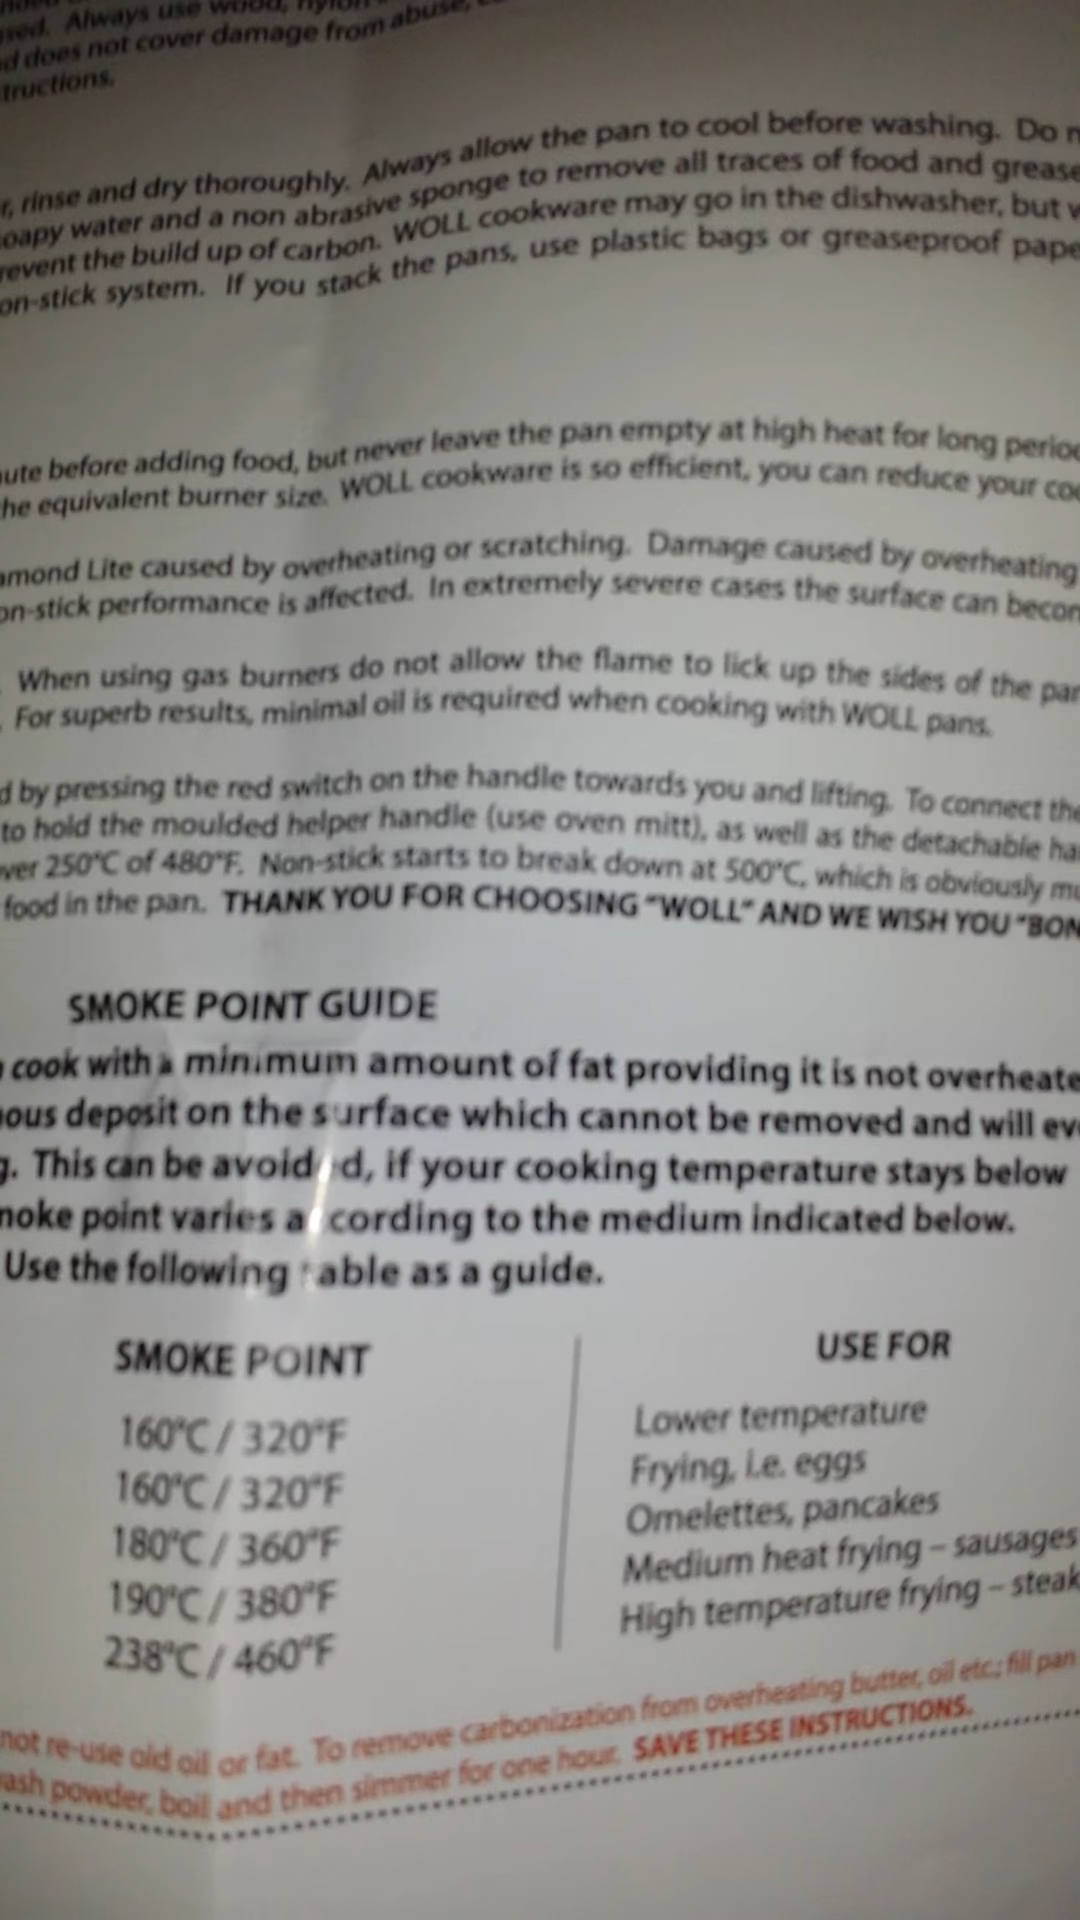 Always use wood, nylon
does not cover damage from abuse,
tructions.
r, rinse and dry thoroughly. Always allow the pan to cool before washing. Do n
oapy water and a non abrasive sponge to remove all traces of food and grease
revent the build up of carbon. WOLL cookware may go in the dishwasher, but w
on-stick system. If you stack the pans, use plastic bags or greaseproof pape
ute before adding food, but never leave the pan empty at high heat for long period
he equivalent burner size. WOLL cookware is so efficient, you can reduce your coo
amond Lite caused by overheating or scratching. Damage caused by overheating
on-stick performance is affected. In extremely severe cases the surface can becom
When using gas burners do not allow the flame to lick up the sides of the pan
. For superb results, minimal oil is required when cooking with WOLL pans.
d by pressing the red switch on the handle towards you and lifting. To connect the
to hold the moulded helper handle (use oven mitt), as well as the detachable ha
ver 250°C of 480°F. Non-stick starts to break down at 500°C, which is obviously mu
food in the pan. THANK YOU FOR CHOOSING "WOLL" AND WE WISH YOU "BON
SMOKE POINT GUIDE
cook with a minimum amount of fat providing it is not overheate
ous deposit on the surface which cannot be removed and will eve
g. This can be avoided, if your cooking temperature stays below
moke point varies according to the medium indicated below.
Use the following table as a guide.
SMOKE POINT USE FOR
160°C / 320°F Lower temperature
160°C / 320°F Frying, i.e. eggs
180°C / 360°F Omelettes, pancakes
190°C / 380°F Medium heat frying – sausages
238°C / 460°F High temperature frying – steak
not re-use old oil or fat. To remove carbonization from overheating butter, oil etc.; fill pan
ash powder, boil and then simmer for one hour. SAVE THESE INSTRUCTIONS.